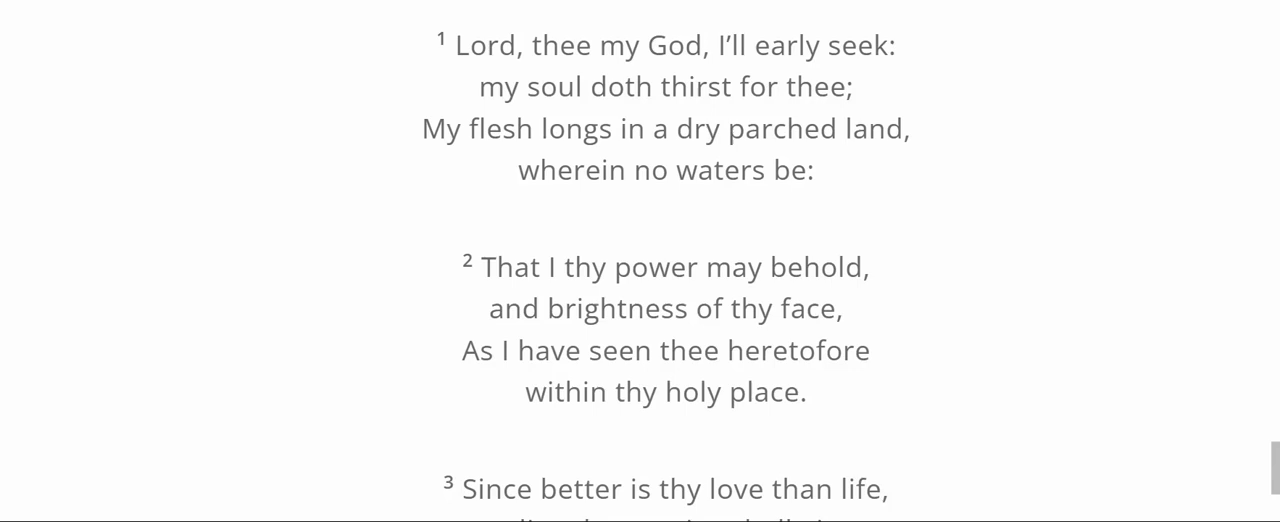 ¹ Lord, thee my God, I’ll early seek:
my soul doth thirst for thee;
My flesh longs in a dry parched land,
wherein no waters be:
² That I thy power may behold,
and brightness of thy face,
As I have seen thee heretofore
within thy holy place.
³ Since better is thy love than life,